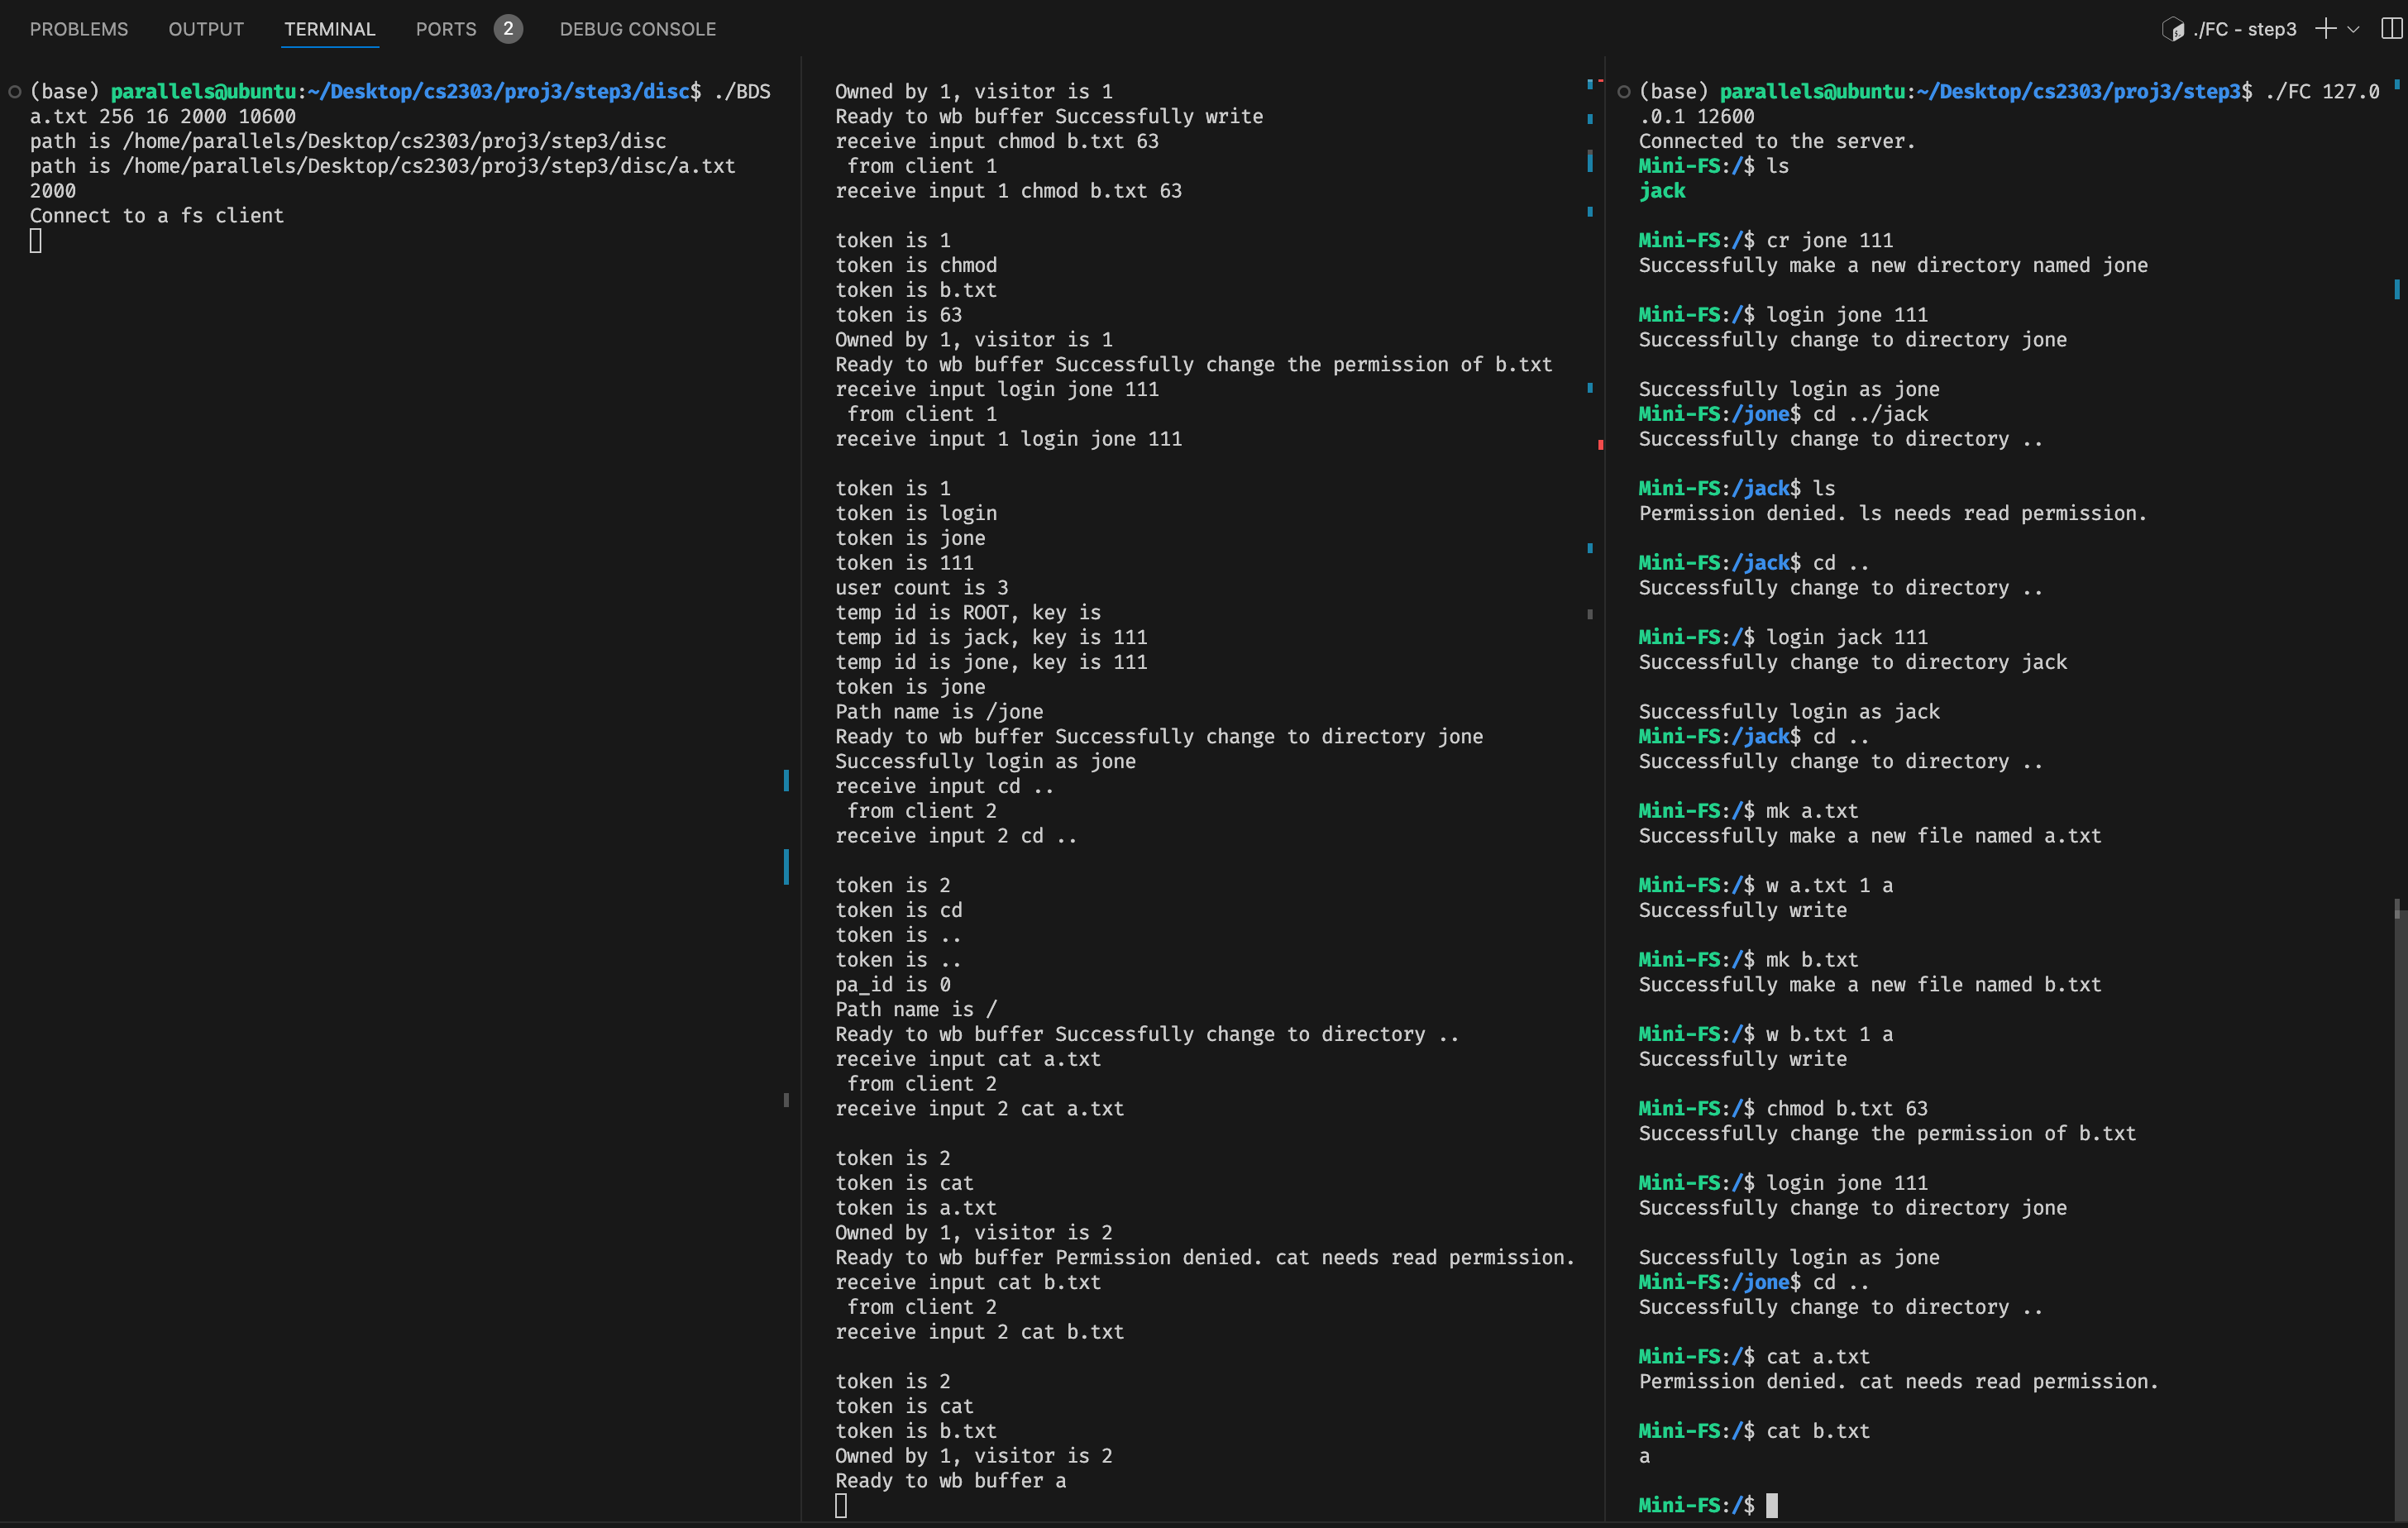 PROBLEMS OUTPUT TERMINAL PORTS 2 DEBUG CONSOLE
./FC - step3
(base) parallels@ubuntu:~/Desktop/cs2303/proj3/step3/disc$ ./BDS
a.txt 256 16 2000 10600
path is /home/parallels/Desktop/cs2303/proj3/step3/disc
path is /home/parallels/Desktop/cs2303/proj3/step3/disc/a.txt
2000
Connect to a fs client
Owned by 1, visitor is 1
Ready to wb buffer Successfully write
receive input chmod b.txt 63
 from client 1
receive input 1 chmod b.txt 63

token is 1
token is chmod
token is b.txt
token is 63
Owned by 1, visitor is 1
Ready to wb buffer Successfully change the permission of b.txt
receive input login jone 111
 from client 1
receive input 1 login jone 111

token is 1
token is login
token is jone
token is 111
user count is 3
temp id is ROOT, key is
temp id is jack, key is 111
temp id is jone, key is 111
token is jone
Path name is /jone
Ready to wb buffer Successfully change to directory jone
Successfully login as jone
receive input cd ..
 from client 2
receive input 2 cd ..

token is 2
token is cd
token is ..
token is ..
pa_id is 0
Path name is /
Ready to wb buffer Successfully change to directory ..
receive input cat a.txt
 from client 2
receive input 2 cat a.txt

token is 2
token is cat
token is a.txt
Owned by 1, visitor is 2
Ready to wb buffer Permission denied. cat needs read permission.
receive input cat b.txt
 from client 2
receive input 2 cat b.txt

token is 2
token is cat
token is b.txt
Owned by 1, visitor is 2
Ready to wb buffer a
(base) parallels@ubuntu:~/Desktop/cs2303/proj3/step3$ ./FC 127.0
.0.1 12600
Connected to the server.
Mini-FS:/$ ls
jack

Mini-FS:/$ cr jone 111
Successfully make a new directory named jone

Mini-FS:/$ login jone 111
Successfully change to directory jone

Successfully login as jone
Mini-FS:/jone$ cd ../jack
Successfully change to directory ..

Mini-FS:/jack$ ls
Permission denied. ls needs read permission.

Mini-FS:/jack$ cd ..
Successfully change to directory ..

Mini-FS:/$ login jack 111
Successfully change to directory jack

Successfully login as jack
Mini-FS:/jack$ cd ..
Successfully change to directory ..

Mini-FS:/$ mk a.txt
Successfully make a new file named a.txt

Mini-FS:/$ w a.txt 1 a
Successfully write

Mini-FS:/$ mk b.txt
Successfully make a new file named b.txt

Mini-FS:/$ w b.txt 1 a
Successfully write

Mini-FS:/$ chmod b.txt 63
Successfully change the permission of b.txt

Mini-FS:/$ login jone 111
Successfully change to directory jone

Successfully login as jone
Mini-FS:/jone$ cd ..
Successfully change to directory ..

Mini-FS:/$ cat a.txt
Permission denied. cat needs read permission.

Mini-FS:/$ cat b.txt
a

Mini-FS:/$